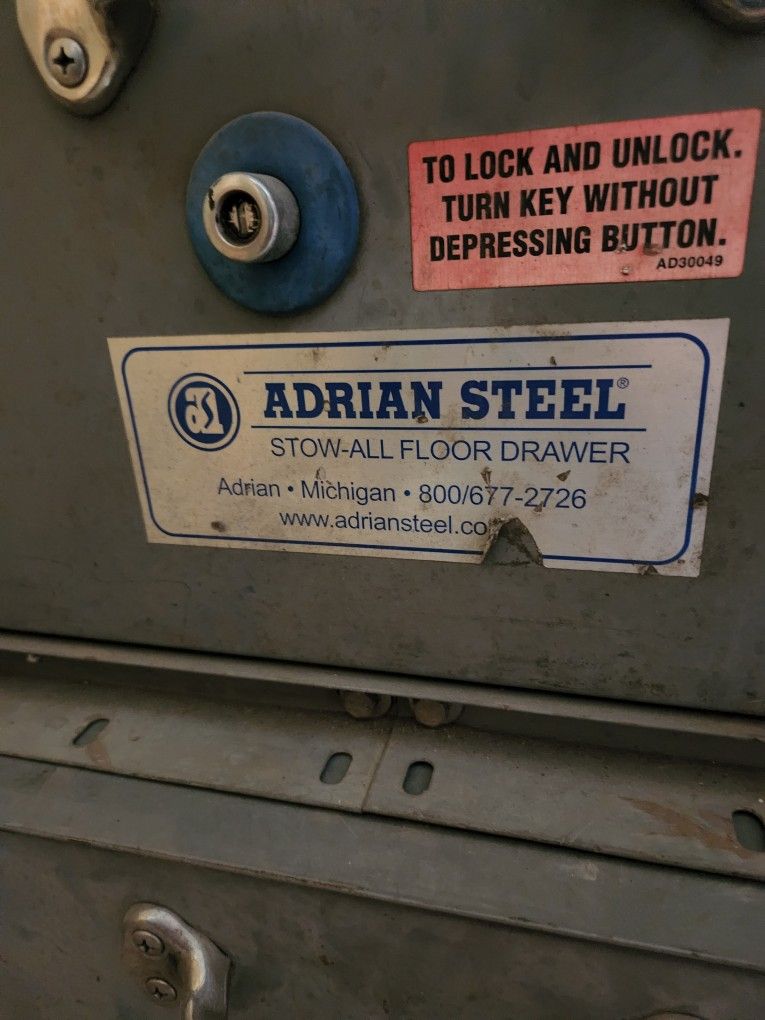 TO LOCK AND UNLOCK.
TURN KEY WITHOUT
DEPRESSING BUTTON.
AD30049
ADRIAN STEEL®
STOW-ALL FLOOR DRAWER
Adrian • Michigan • 800/677-2726
www.adriansteel.co